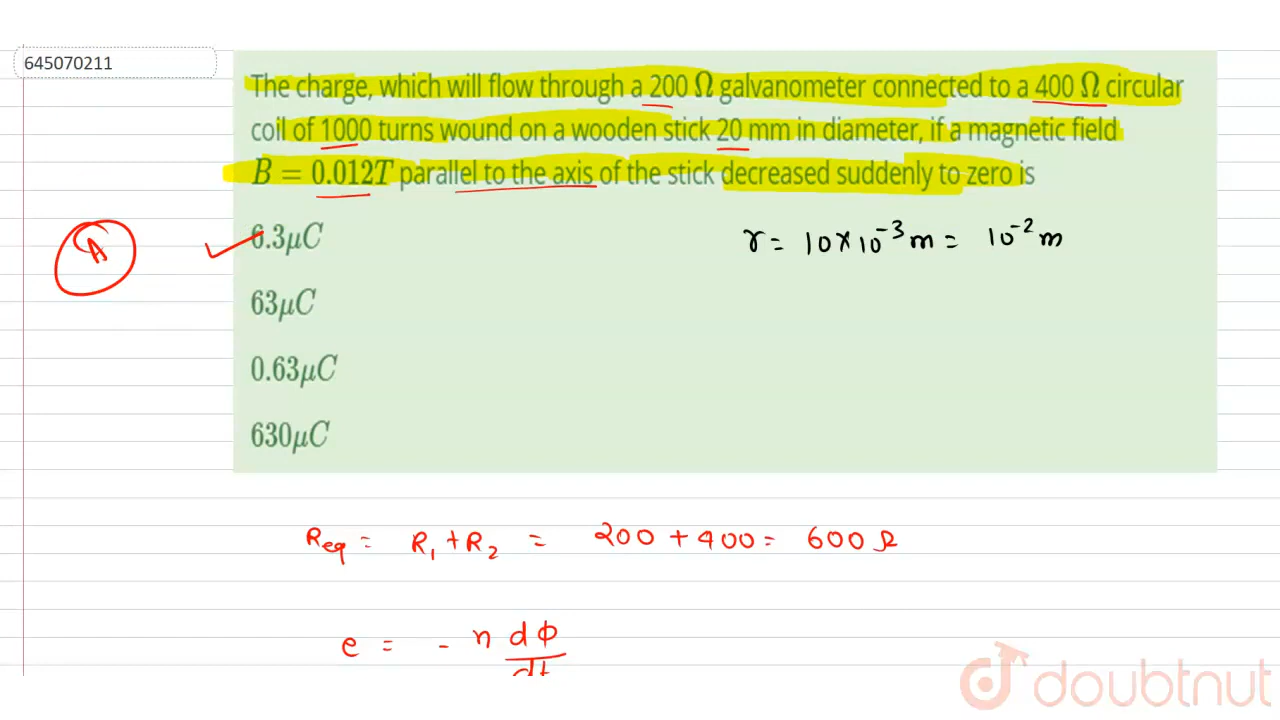 645070211
The charge, which will flow through a 200 Ω galvanometer connected to a 400 Ω circular
coil of 1000 turns wound on a wooden stick 20 mm in diameter, if a magnetic field
B = 0.012T parallel to the axis of the stick decreased suddenly to zero is
6.3μC
A
r = 10×10⁻³m = 10⁻²m
63μC
0.63μC
630μC
Req = R₁ + R₂ = 200 + 400 = 600 Ω
e = - n dφ/dt
doubtnut